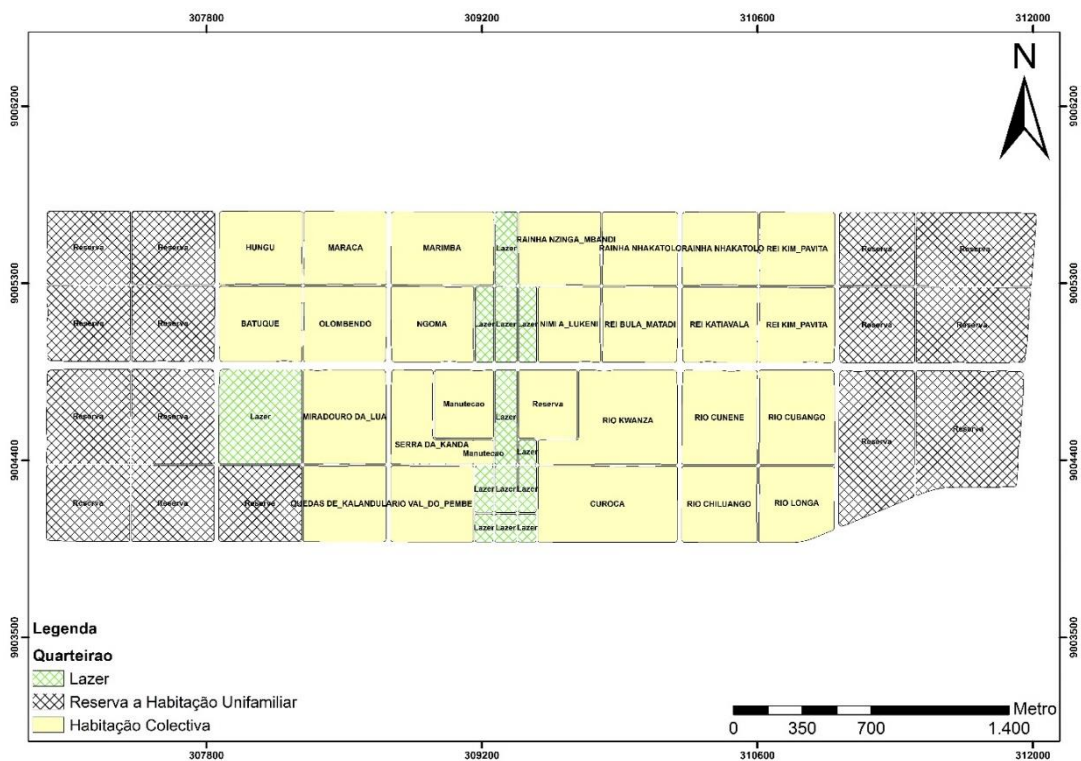 307800 309200 310600 312000
N
9006200 9006200
RAINHA NZINGA_MBANDI
Reserva Reserva HUNGU MARACA MARIMBA Lazer RAINHA NHAKATOLO RAINHA NHAKATOLO REI KIM_PAVITA Reserva Reserva
9005300 9005300
Reserva Reserva BATUQUE OLOMBENDO NGOMA Lazer Lazer Lazer NIMI A_LUKENI REI BULA_MATADI REI KATIAVALA REI KIM_PAVITA Reserva Reserva
Manutecao Reserva
Reserva Reserva Lazer MIRADOURO DA_LUA Lazer RIO KWANZA RIO CUNENE RIO CUBANGO Reserva Reserva
SERRA DA_KANDA
Manutecao Lazer
9004400 9004400
Lazer Lazer Lazer
Reserva Reserva Reserva QUEDAS DE_KALANDULA RIO VAL_DO_PEMBE CUROCA RIO CHILUANGO RIO LONGA
Lazer Lazer Lazer
9003500 9003500
Legenda
Quarteirao
Lazer
Reserva a Habitação Unifamiliar
Habitação Colectiva
Metro
0 350 700 1.400
307800 309200 310600 312000